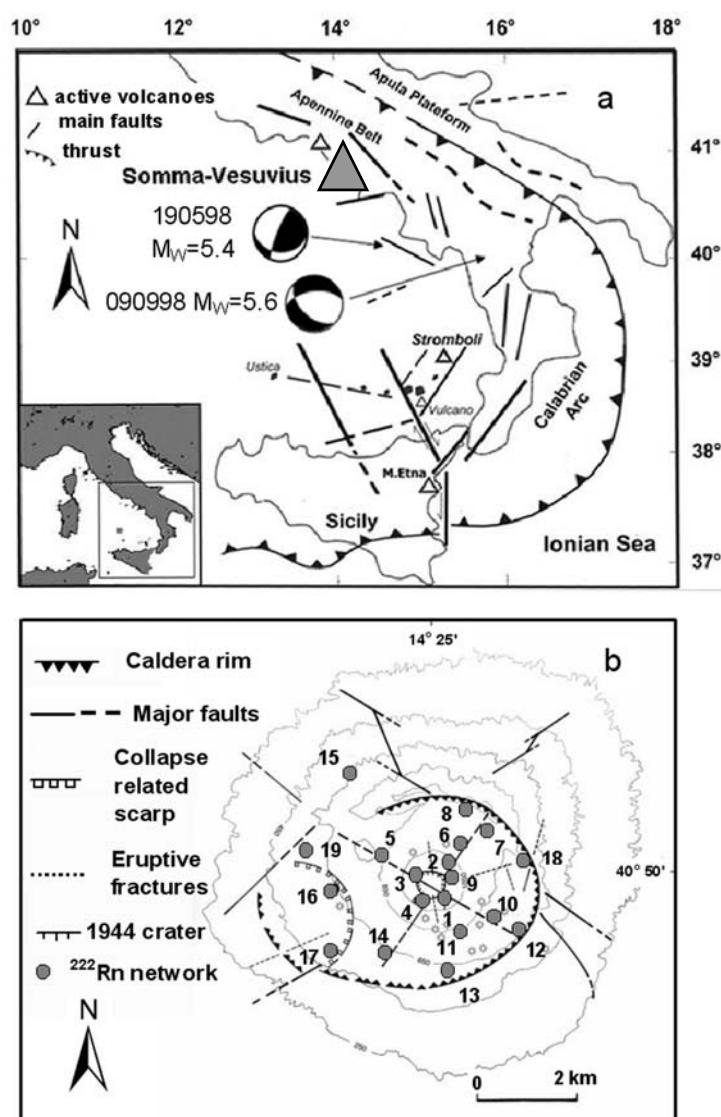 10° 12° 14° 16° 18°
a
active volcanoes
main faults
thrust
Apula Plateform
Apennine Belt
41°
Somma-Vesuvius
190598
MW=5.4
N
40°
090998 MW=5.6
Stromboli
39°
Ustica
Vulcano
Calabrian
Arc
38°
M.Etna
Sicily
Ionian Sea
37°
14° 25'
b
Caldera rim
Major faults
Collapse
related
scarp
Eruptive
fractures
1944 crater
222Rn network
N
15
8
6
7
5
2
18
19
40° 50'
3
9
16
4
1
10
11
12
14
17
13
0 2 km